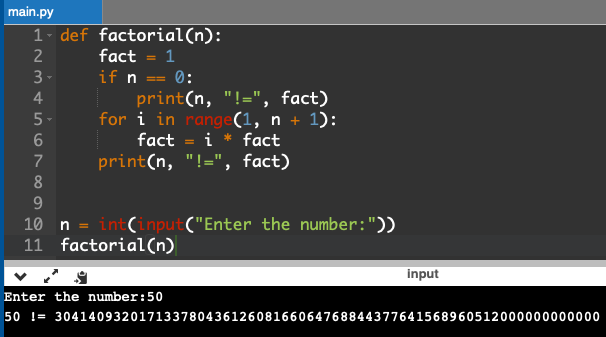 main.py
1 def factorial(n):
2 fact = 1
3 if n == 0:
4 print(n, "!=", fact)
5 for i in range(1, n + 1):
6 fact = i * fact
7 print(n, "!=", fact)
8
9
10 n = int(input("Enter the number:"))
11 factorial(n)
input
Enter the number:50
50 != 30414093201713378043612608166064768844377641568960512000000000000